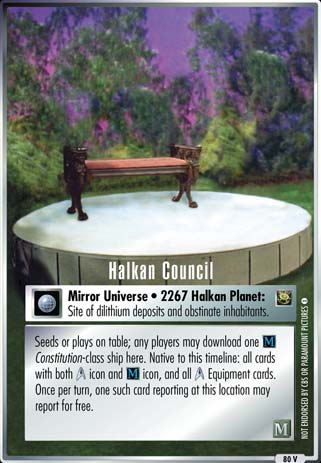 Halkan Council
Mirror Universe • 2267 Halkan Planet:
Site of dilithium deposits and obstinate inhabitants.
Seeds or plays on table; any players may download one M
Constitution-class ship here. Native to this timeline: all cards
with both icon and M icon, and all Equipment cards.
Once per turn, one such card reporting at this location may
report for free.
NOT ENDORSED BY CBS OR PARAMOUNT PICTURES
M
80 V